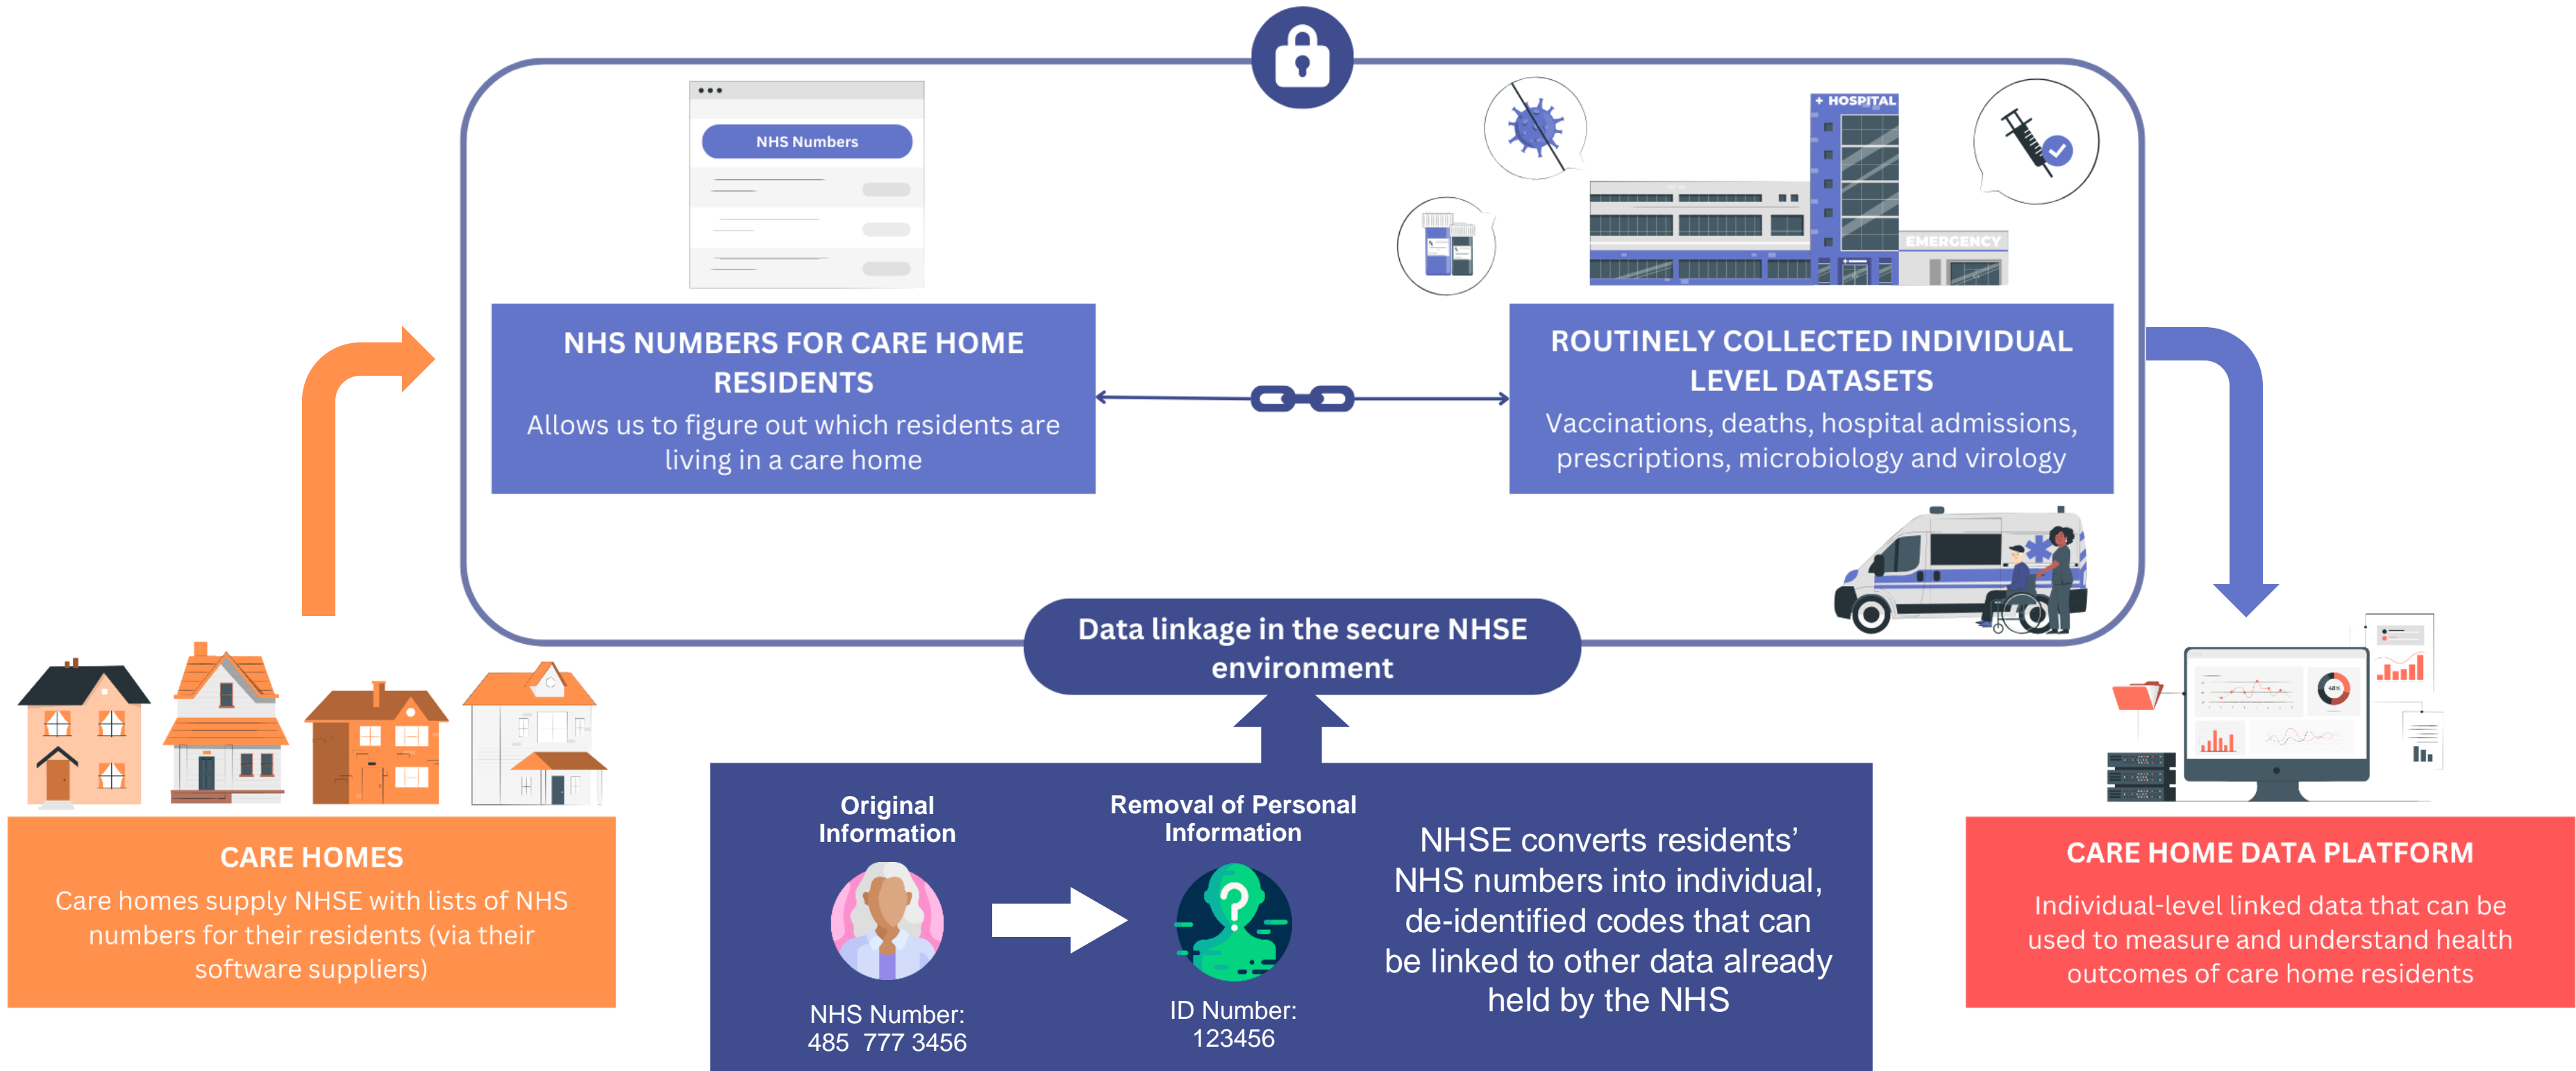 NHS Numbers
+ HOSPITAL
EMERGENCY
NHS NUMBERS FOR CARE HOME
RESIDENTS
Allows us to figure out which residents are
living in a care home
ROUTINELY COLLECTED INDIVIDUAL
LEVEL DATASETS
Vaccinations, deaths, hospital admissions,
prescriptions, microbiology and virology
Data linkage in the secure NHSE
environment
CARE HOMES
Care homes supply NHSE with lists of NHS
numbers for their residents (via their
software suppliers)
Original
Information
NHS Number:
485 777 3456
Removal of Personal
Information
ID Number:
123456
NHSE converts residents’
NHS numbers into individual,
de-identified codes that can
be linked to other data already
held by the NHS
48%
CARE HOME DATA PLATFORM
Individual-level linked data that can be
used to measure and understand health
outcomes of care home residents